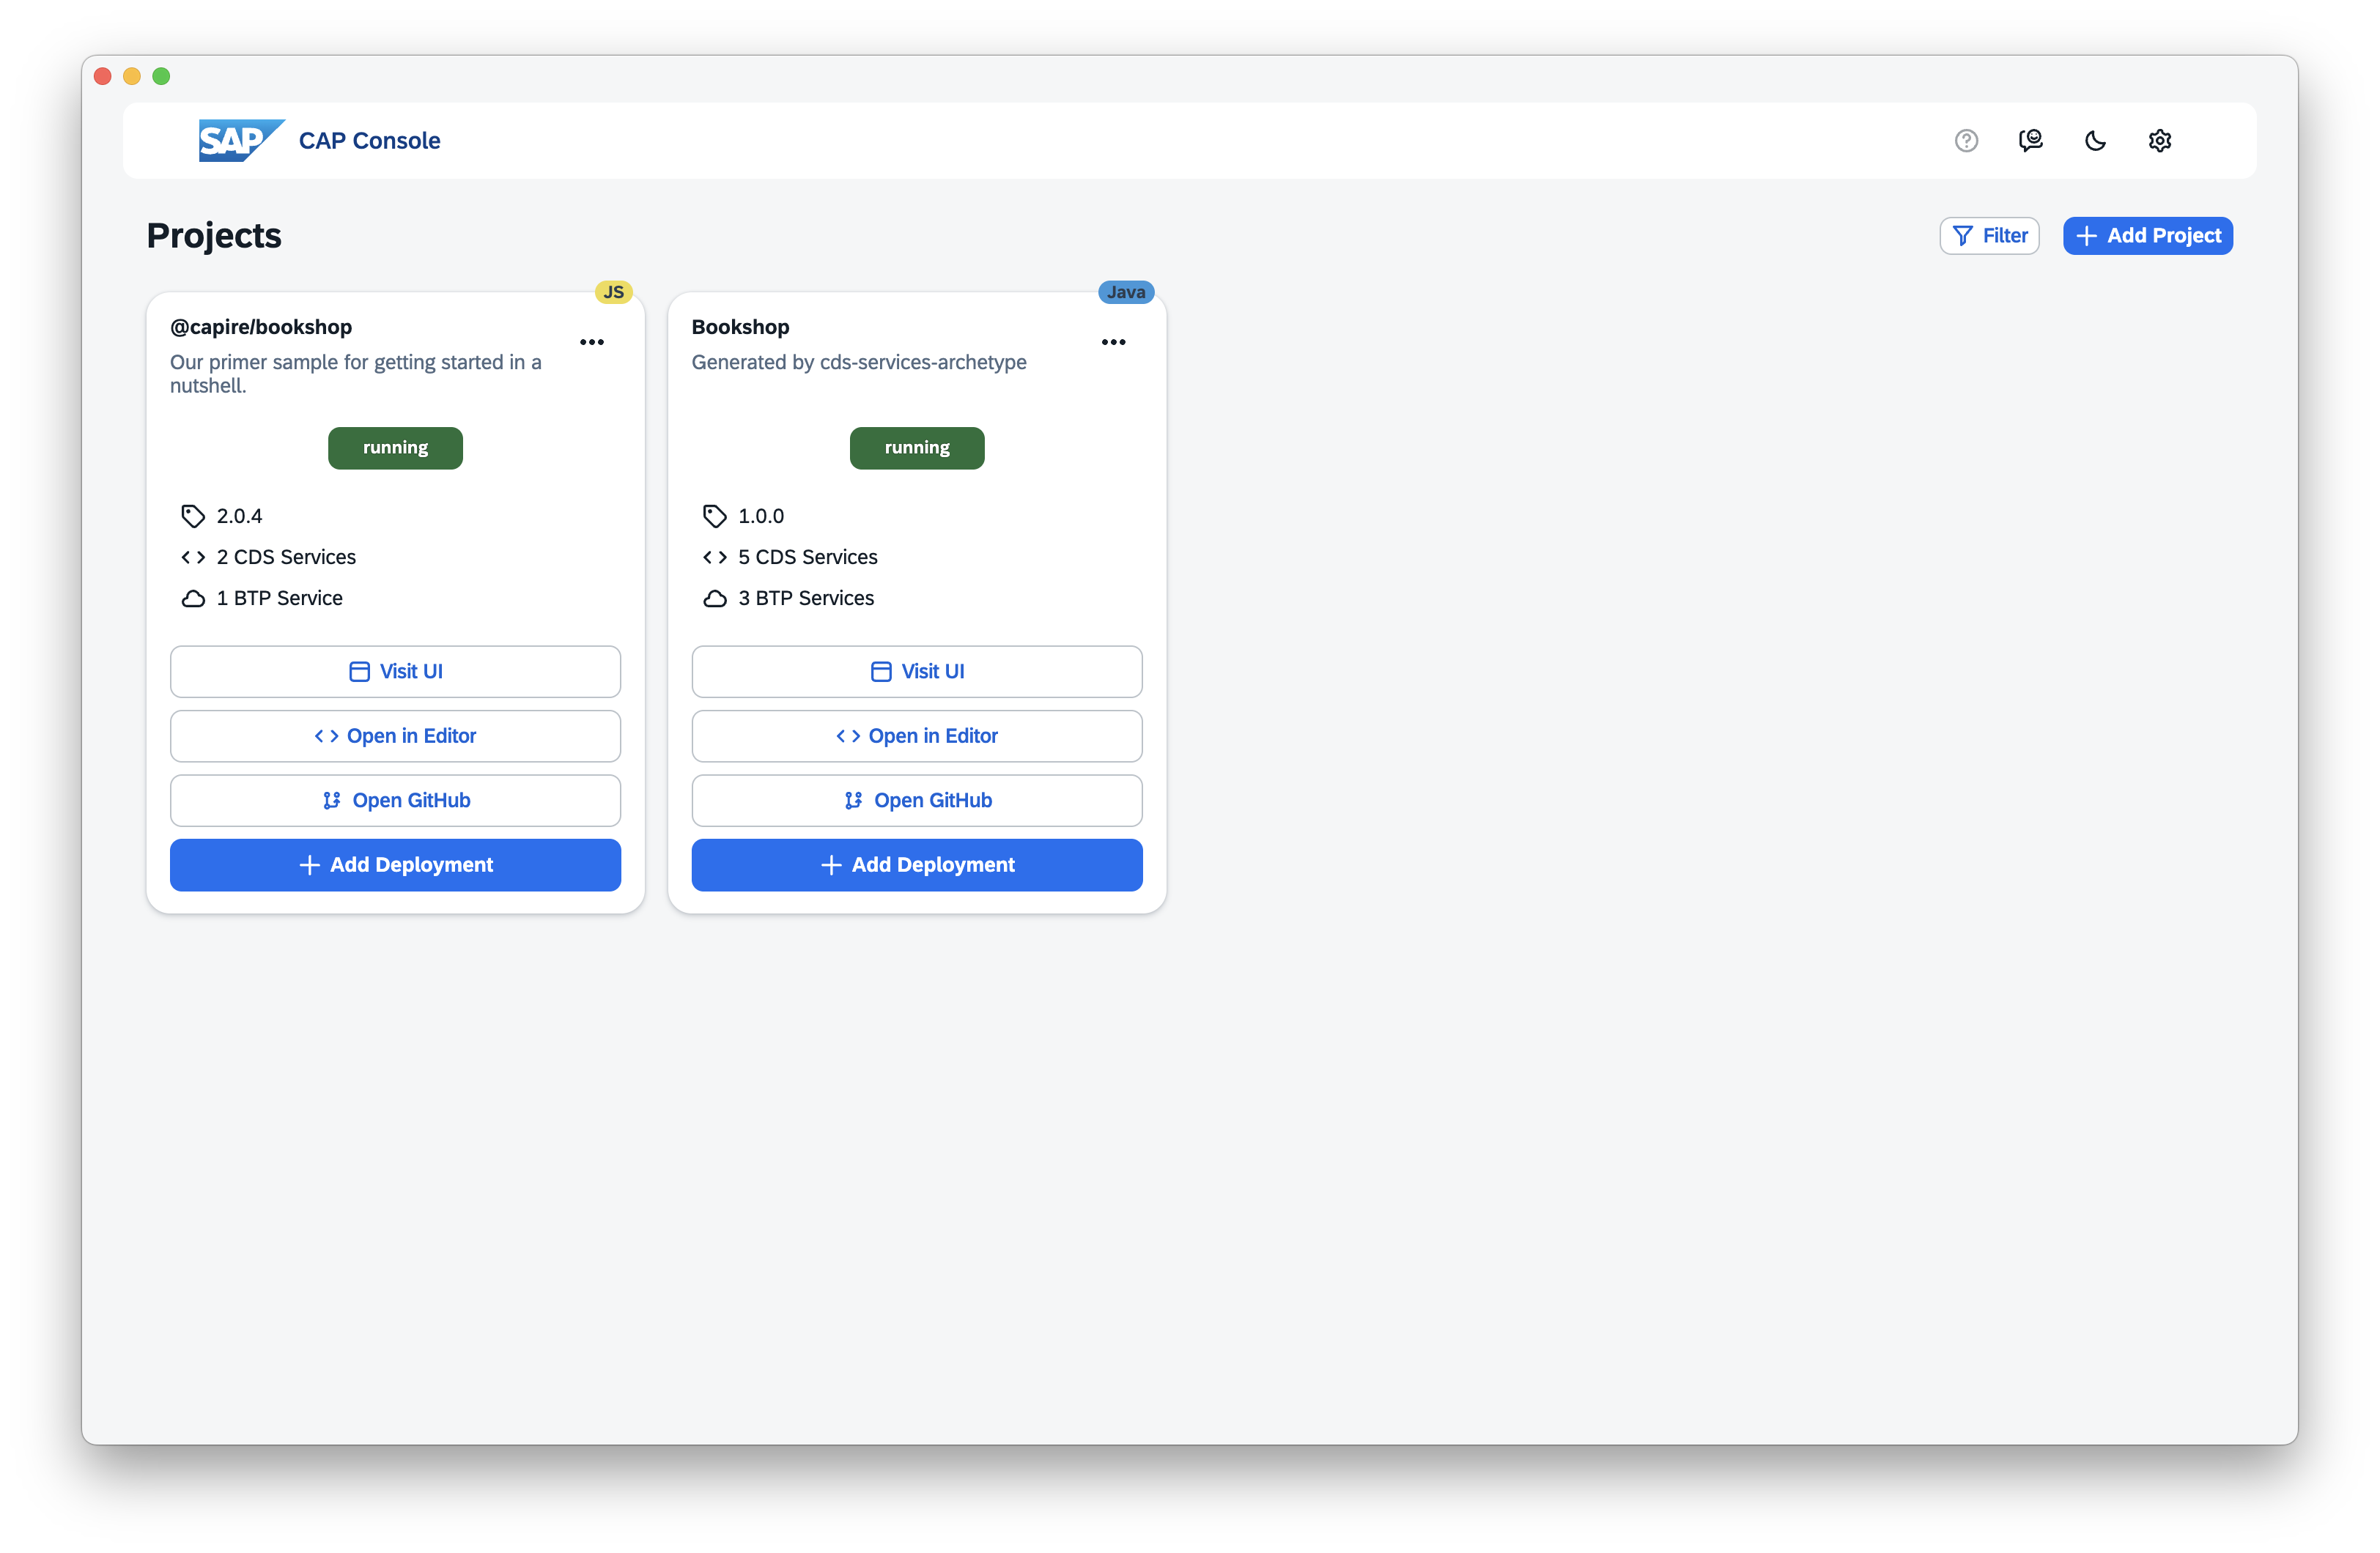 SAP CAP Console
Projects
Filter
Add Project
JS
@capire/bookshop
Our primer sample for getting started in a
nutshell.
running
2.0.4
2 CDS Services
1 BTP Service
Visit UI
Open in Editor
Open GitHub
Add Deployment
Java
Bookshop
Generated by cds-services-archetype
running
1.0.0
5 CDS Services
3 BTP Services
Visit UI
Open in Editor
Open GitHub
Add Deployment